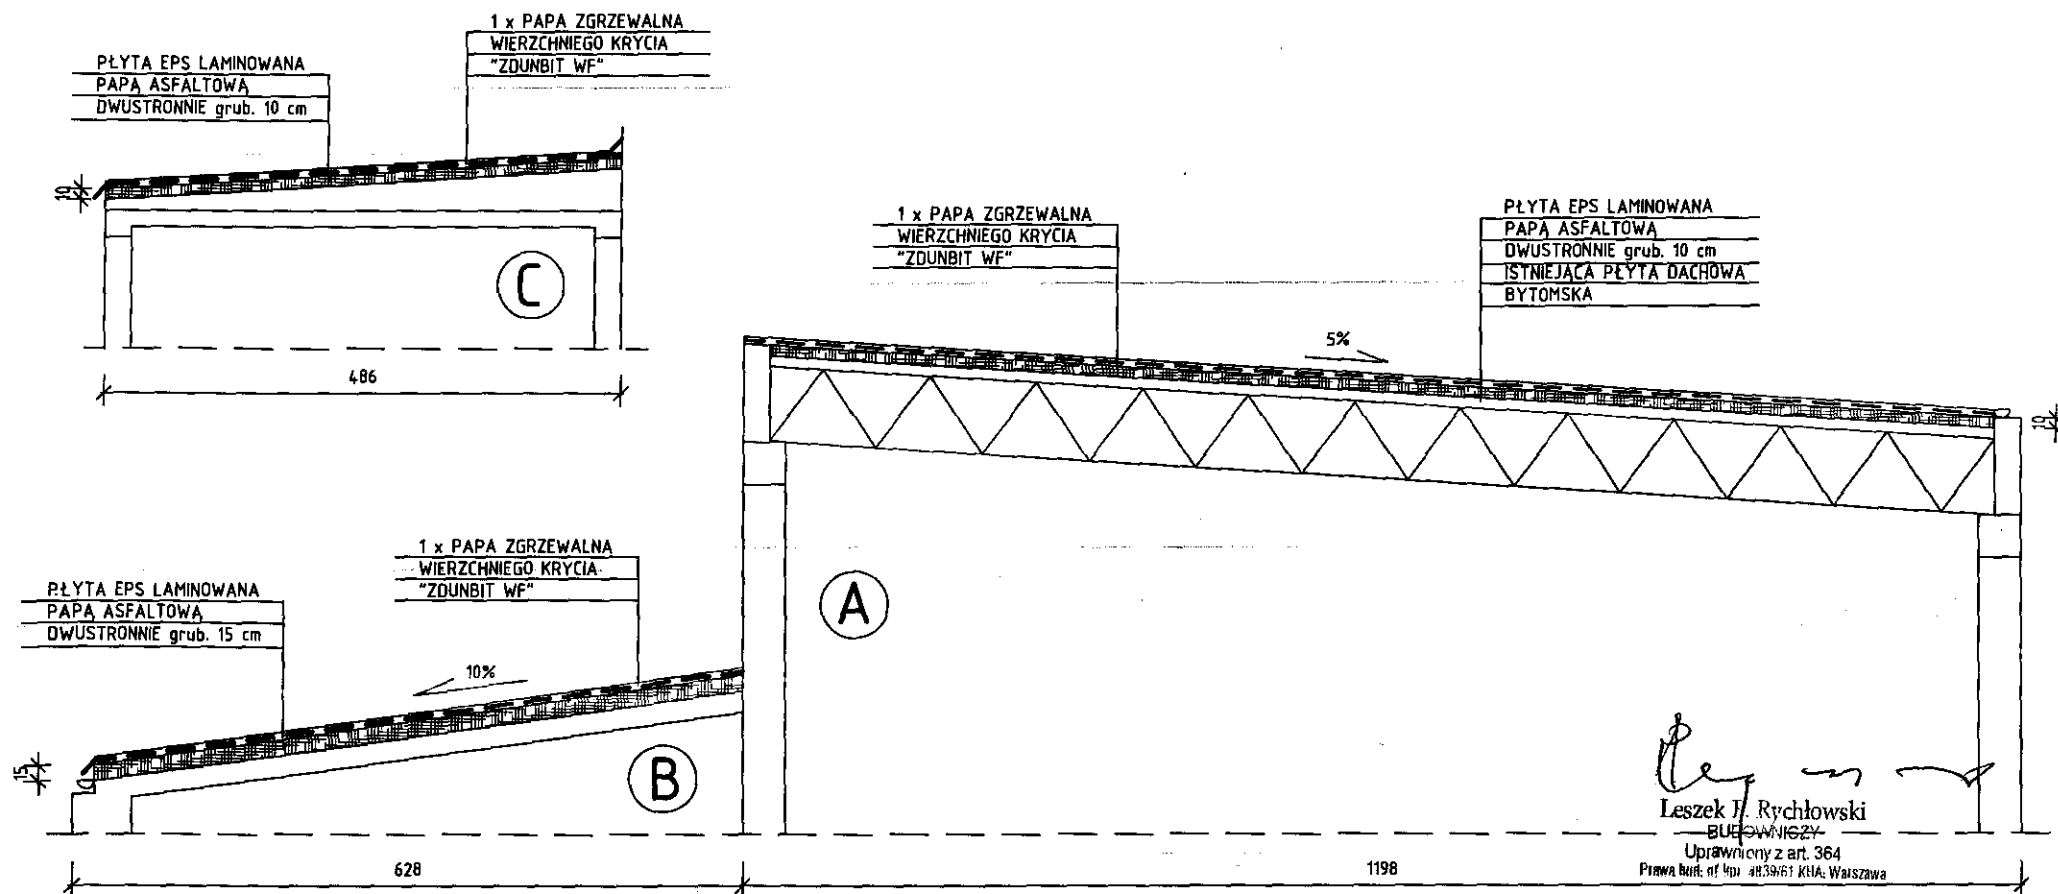 1 x PAPA ZGRZEWALNA
WIERZCHNIEGO KRYCIA
"ZDUNBIT WF"
PŁYTA EPS LAMINOWANA
PAPĄ ASFALTOWĄ
DWUSTRONNIE grub. 10 cm
10
C
486
1 x PAPA ZGRZEWALNA
WIERZCHNIEGO KRYCIA
"ZDUNBIT WF"
PŁYTA EPS LAMINOWANA
PAPĄ ASFALTOWĄ
DWUSTRONNIE grub. 10 cm
ISTNIEJĄCA PŁYTA DACHOWA
BYTOMSKA
5%
10
A
1 x PAPA ZGRZEWALNA
WIERZCHNIEGO KRYCIA
"ZDUNBIT WF"
PŁYTA EPS LAMINOWANA
PAPĄ ASFALTOWĄ
DWUSTRONNIE grub. 15 cm
10%
15
B
628
1198
Leszek J. Rychłowski
BUDOWNICZY
Uprawniony z art. 364
Prawa bud. Warszawa